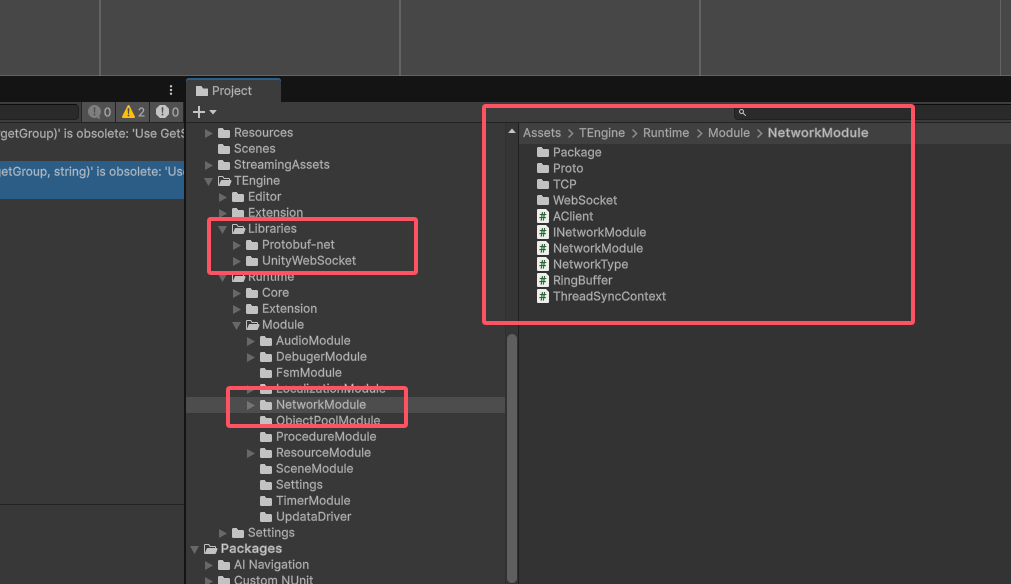 Project
0
2
0
getGroup)' is obsolete: 'Use GetS
etGroup, string)' is obsolete: 'Use
Resources
Scenes
StreamingAssets
TEngine
Editor
Extension
Libraries
Protobuf-net
UnityWebSocket
Runtime
Core
Extension
Module
AudioModule
DebugerModule
FsmModule
LocalizationModule
NetworkModule
ObjectPoolModule
ProcedureModule
ResourceModule
SceneModule
Settings
TimerModule
UpdataDriver
Settings
Packages
AI Navigation
Custom NUnit
Assets > TEngine > Runtime > Module > NetworkModule
Package
Proto
TCP
WebSocket
AClient
INetworkModule
NetworkModule
NetworkType
RingBuffer
ThreadSyncContext